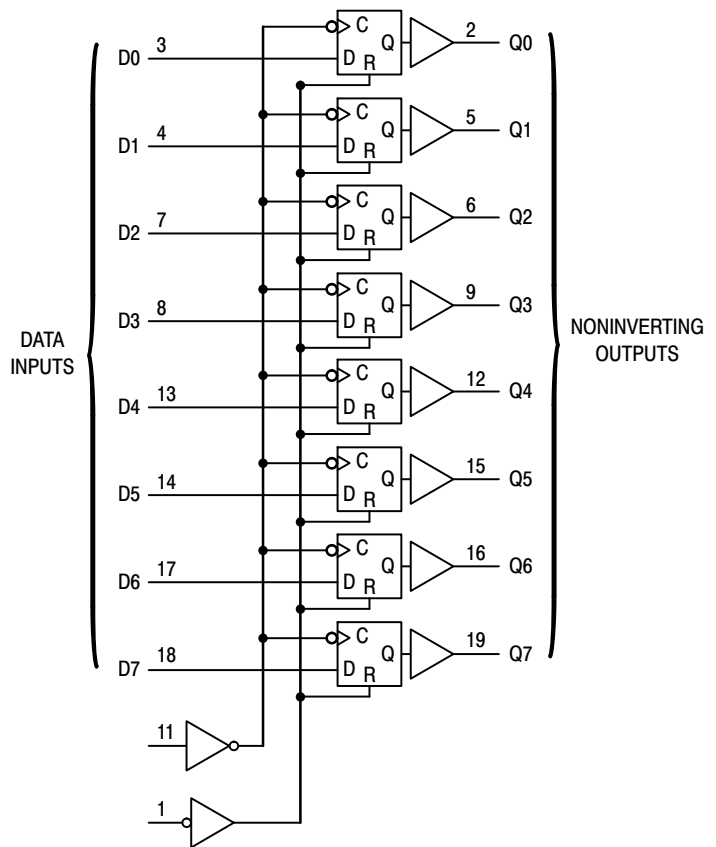 2
C
Q
Q0
3
D0
D
R
5
C
Q
Q1
4
D1
D
R
6
C
Q
Q2
7
D2
D
R
9
C
Q
Q3
8
D3
D
R
DATA
INPUTS
NONINVERTING
OUTPUTS
12
C
Q
Q4
13
D4
D
R
15
C
Q
Q5
14
D5
D
R
16
C
Q
Q6
17
D6
D
R
19
C
Q
Q7
18
D7
D
R
11
1